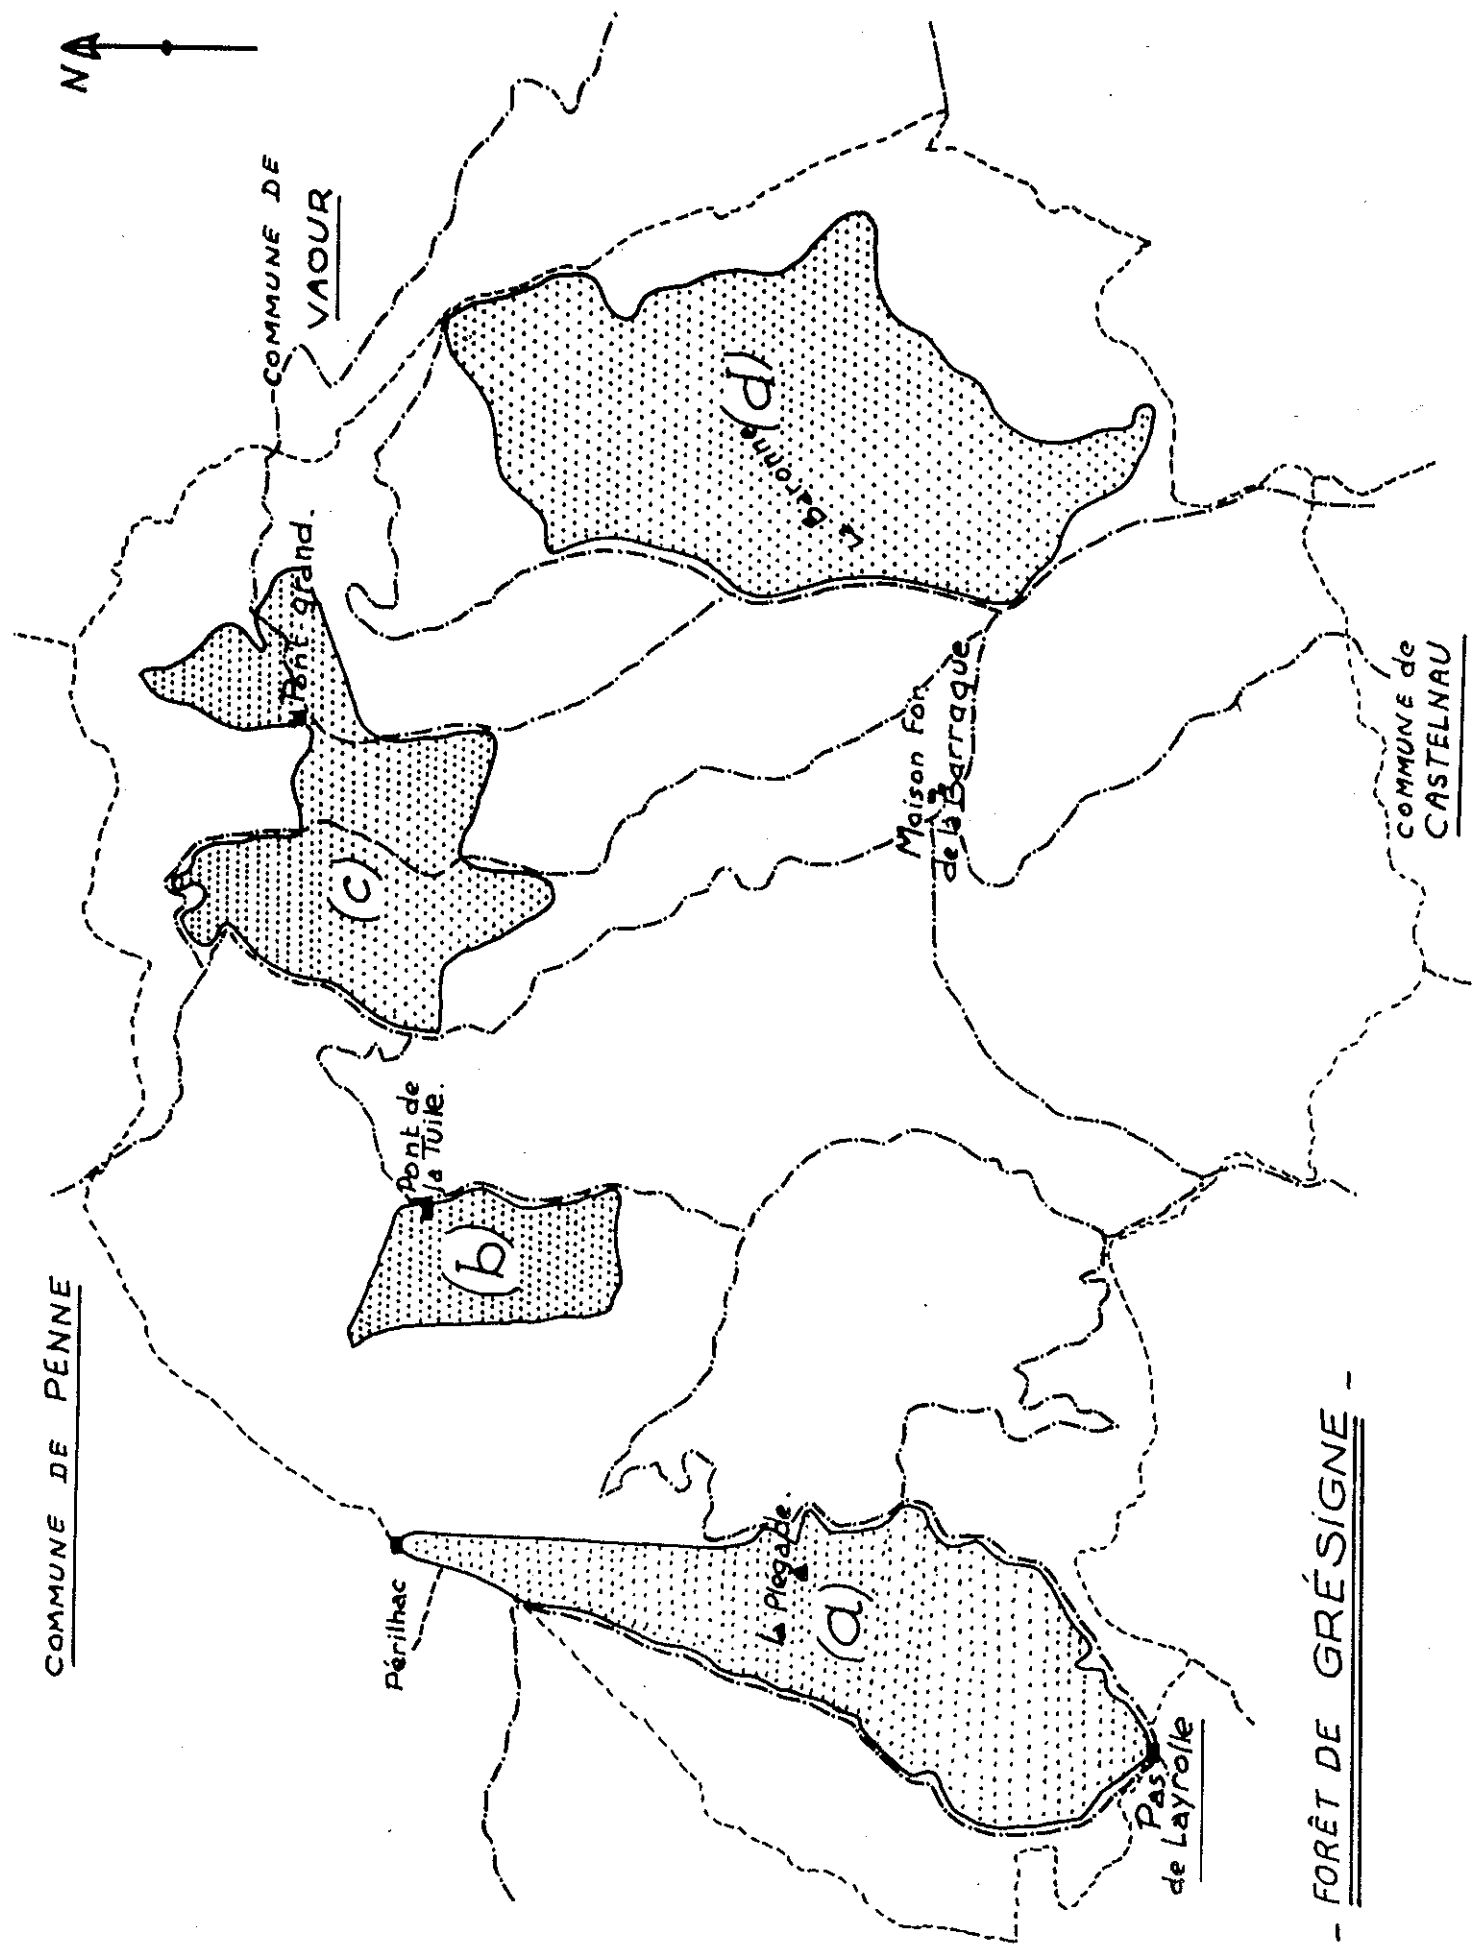 N
COMMUNE DE PENNE
COMMUNE DE
VAOUR
Pont grand.
(c)
Pont de
la Tuile.
(b)
Périlhac
(d)
Baronne
La Plégade.
(a)
Maison For.
de la Barraque
Pas
de Layrolle
COMMUNE de
CASTELNAU
- FORÊT DE GRÉSIGNE -